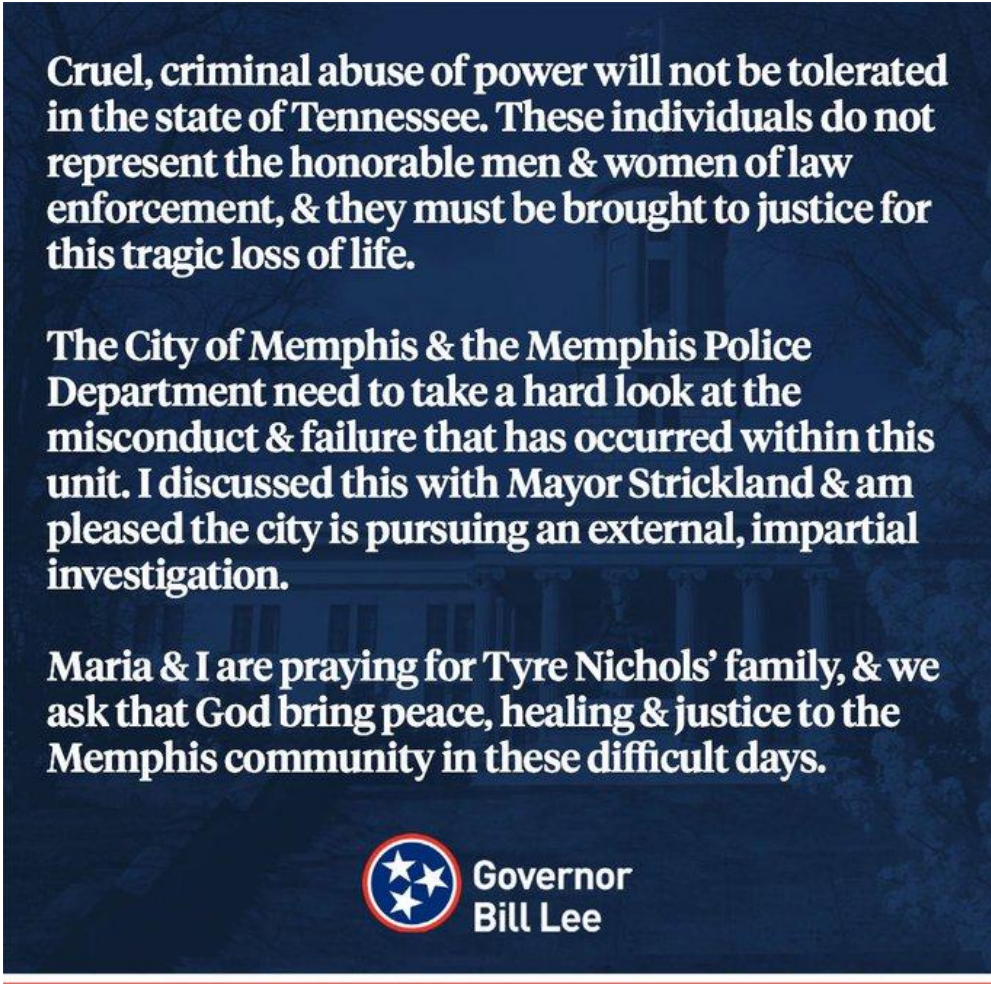 Cruel, criminal abuse of power will not be tolerated
in the state of Tennessee. These individuals do not
represent the honorable men & women of law
enforcement, & they must be brought to justice for
this tragic loss of life.
The City of Memphis & the Memphis Police
Department need to take a hard look at the
misconduct & failure that has occurred within this
unit. I discussed this with Mayor Strickland & am
pleased the city is pursuing an external, impartial
investigation.
Maria & I are praying for Tyre Nichols’ family, & we
ask that God bring peace, healing & justice to the
Memphis community in these difficult days.
Governor
Bill Lee